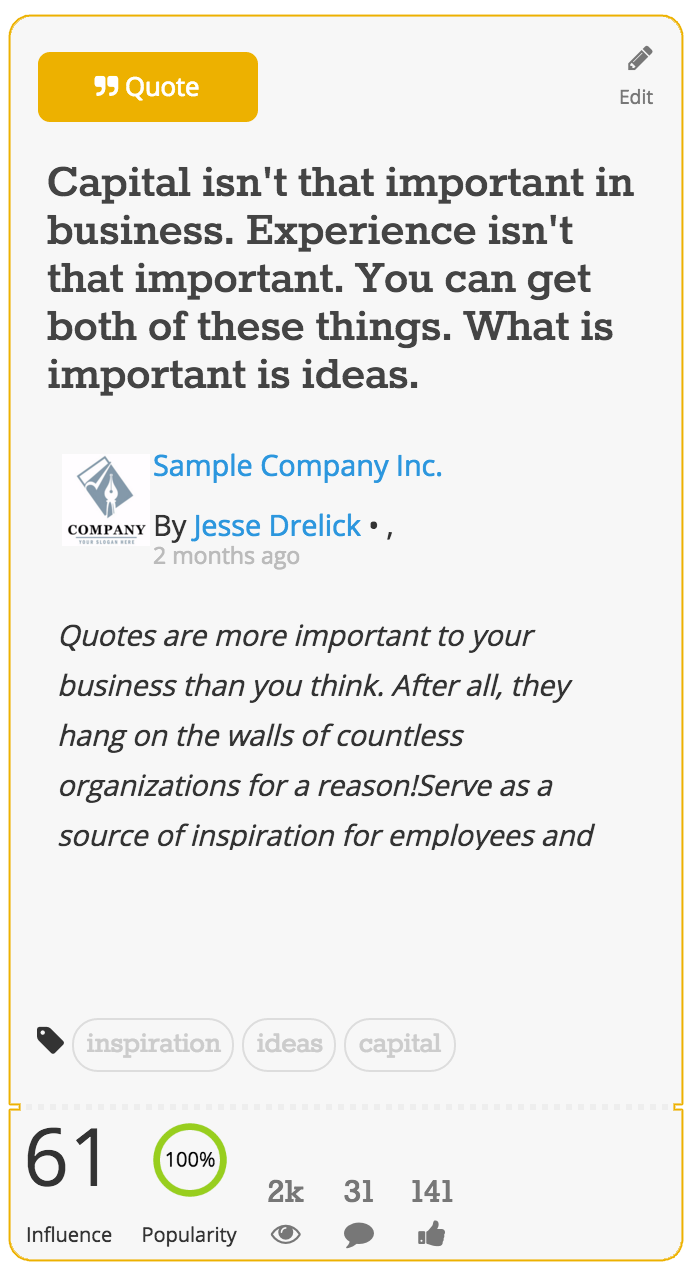 Quote
Edit
Capital isn't that important in
business. Experience isn't
that important. You can get
both of these things. What is
important is ideas.
Sample Company Inc.
COMPANY
YOUR SLOGAN HERE
By Jesse Drelick • ,
2 months ago
Quotes are more important to your
business than you think. After all, they
hang on the walls of countless
organizations for a reason!Serve as a
source of inspiration for employees and
inspiration ideas capital
61 100% 2k 31 141
Influence Popularity